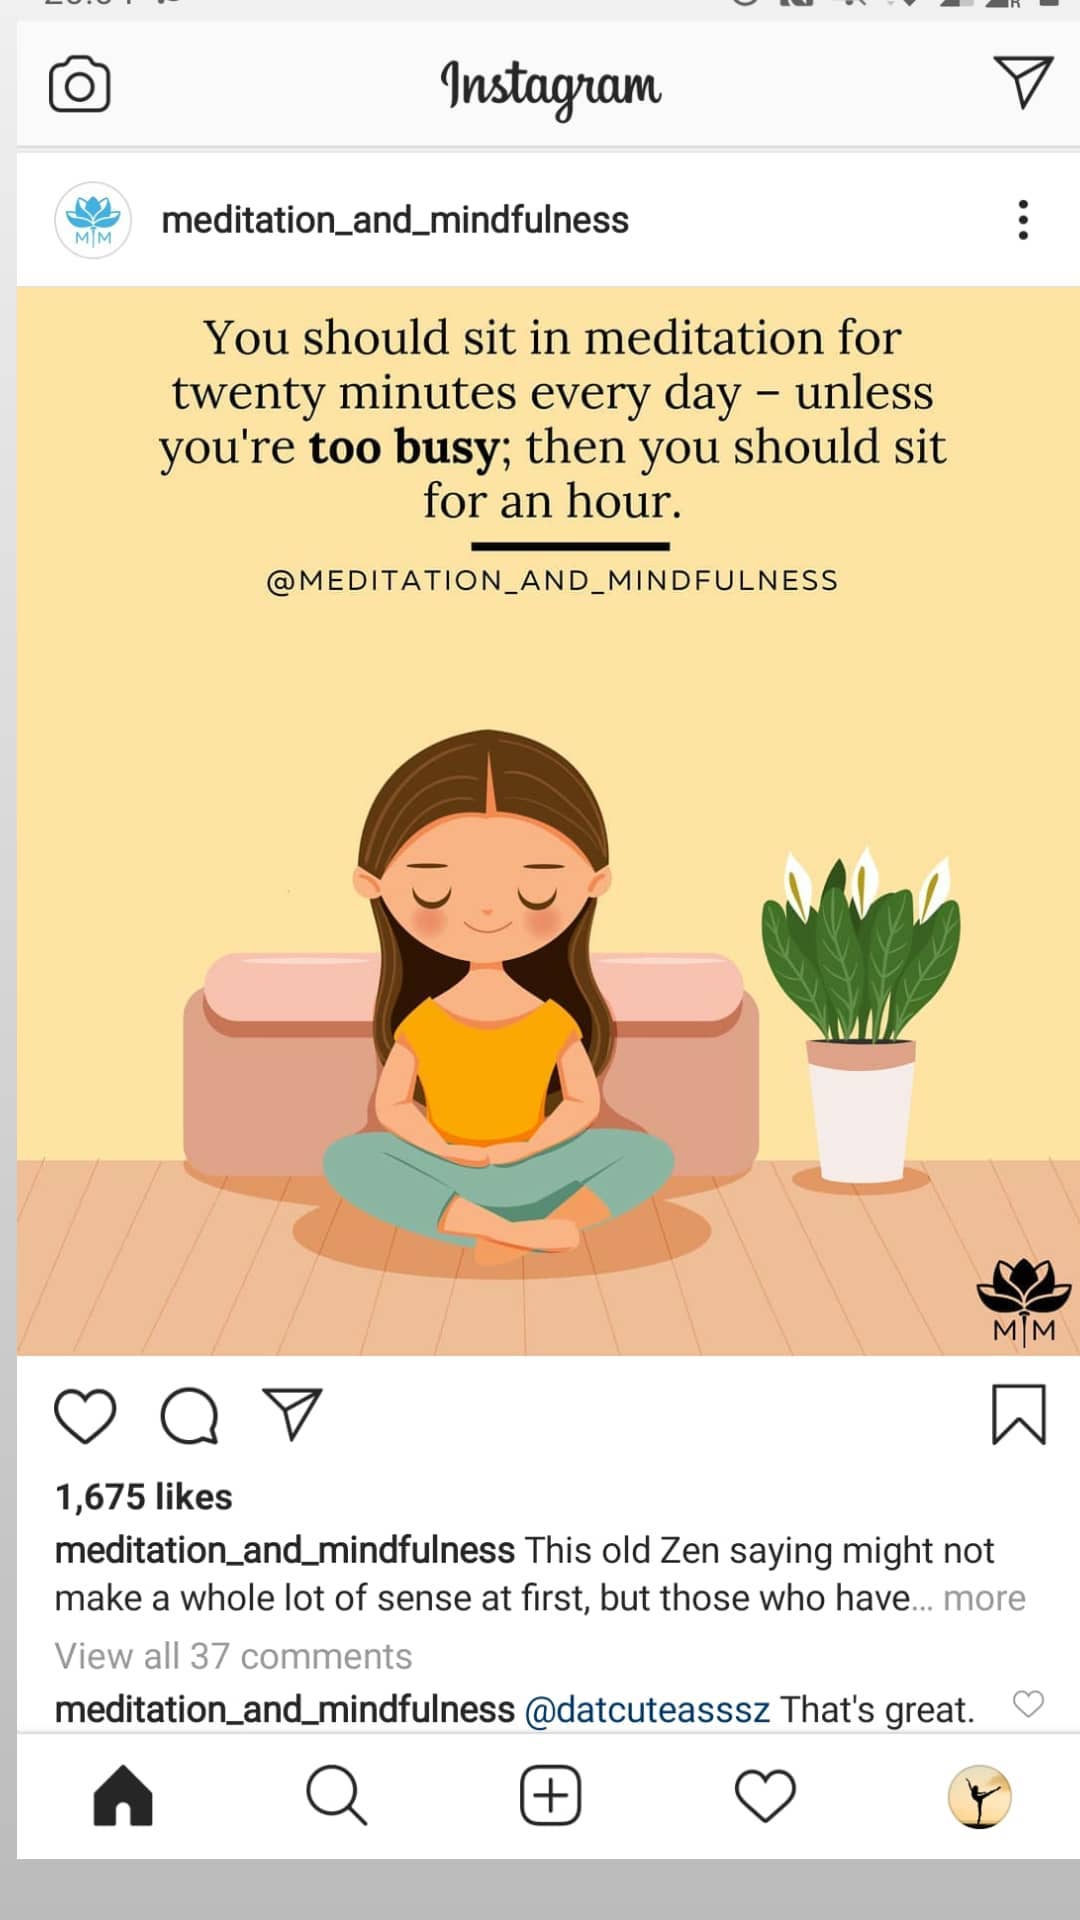 Instagram
MM
meditation_and_mindfulness
You should sit in meditation for
twenty minutes every day – unless
you're too busy; then you should sit
for an hour.
@MEDITATION_AND_MINDFULNESS
MM
1,675 likes
meditation_and_mindfulness This old Zen saying might not
make a whole lot of sense at first, but those who have... more
View all 37 comments
meditation_and_mindfulness @datcuteasssz That's great.